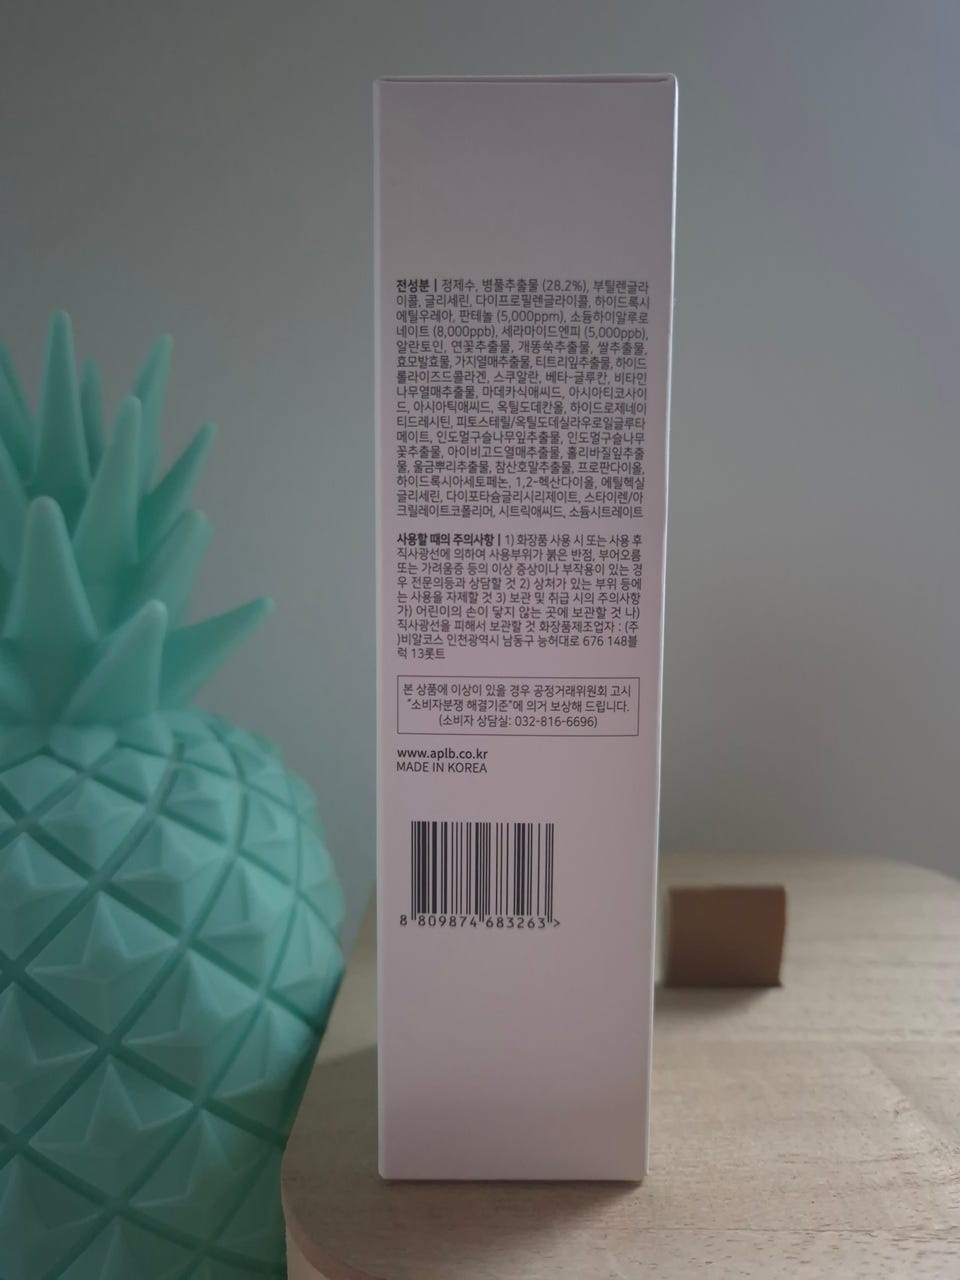 전성분 | 정제수, 병풀추출물 (28.2%), 부틸렌글라
이콜, 글리세린, 다이프로필렌글라이콜, 하이드록시
에틸우레아, 판테놀 (5,000ppm), 소듐하이알루로
네이트 (8,000ppb), 세라마이드엔피 (5,000ppb),
알란토인, 연꽃추출물, 개똥쑥추출물, 쌀추출물,
효모발효물, 가지열매추출물, 티트리잎추출물, 하이드
롤라이즈드콜라겐, 스쿠알란, 베타-글루칸, 비타민
나무열매추출물, 마데카식애씨드, 아시아티코사이
드, 아시아틱애씨드, 옥틸도데칸올, 하이드로제네이
티드레시틴, 피토스테릴/옥틸도데실라우로일글루타
메이트, 인도멀구슬나무잎추출물, 인도멀구슬나무
꽃추출물, 아이비고드열매추출물, 홀리바질잎추출
물, 울금뿌리추출물, 참산호말추출물, 프로판다이올,
하이드록시아세토페논, 1,2-헥산다이올, 에틸헥실
글리세린, 다이포타슘글리시리제이트, 스타이렌/아
크릴레이트코폴리머, 시트릭애씨드, 소듐시트레이트
사용할 때의 주의사항 | 1) 화장품 사용 시 또는 사용 후
직사광선에 의하여 사용부위가 붉은 반점, 부어오름
또는 가려움증 등의 이상 증상이나 부작용이 있는 경
우 전문의등과 상담할 것 2) 상처가 있는 부위 등에
는 사용을 자제할 것 3) 보관 및 취급 시의 주의사항
가) 어린이의 손이 닿지 않는 곳에 보관할 것 나)
직사광선을 피해서 보관할 것 화장품제조업자 : (주
)비알코스 인천광역시 남동구 능허대로 676 148블
럭 13롯트
본 상품에 이상이 있을 경우 공정거래위원회 고시
"소비자분쟁 해결기준"에 의거 보상해 드립니다.
(소비자 상담실: 032-816-6696)
www.aplb.co.kr
MADE IN KOREA
8 809874 683263 >